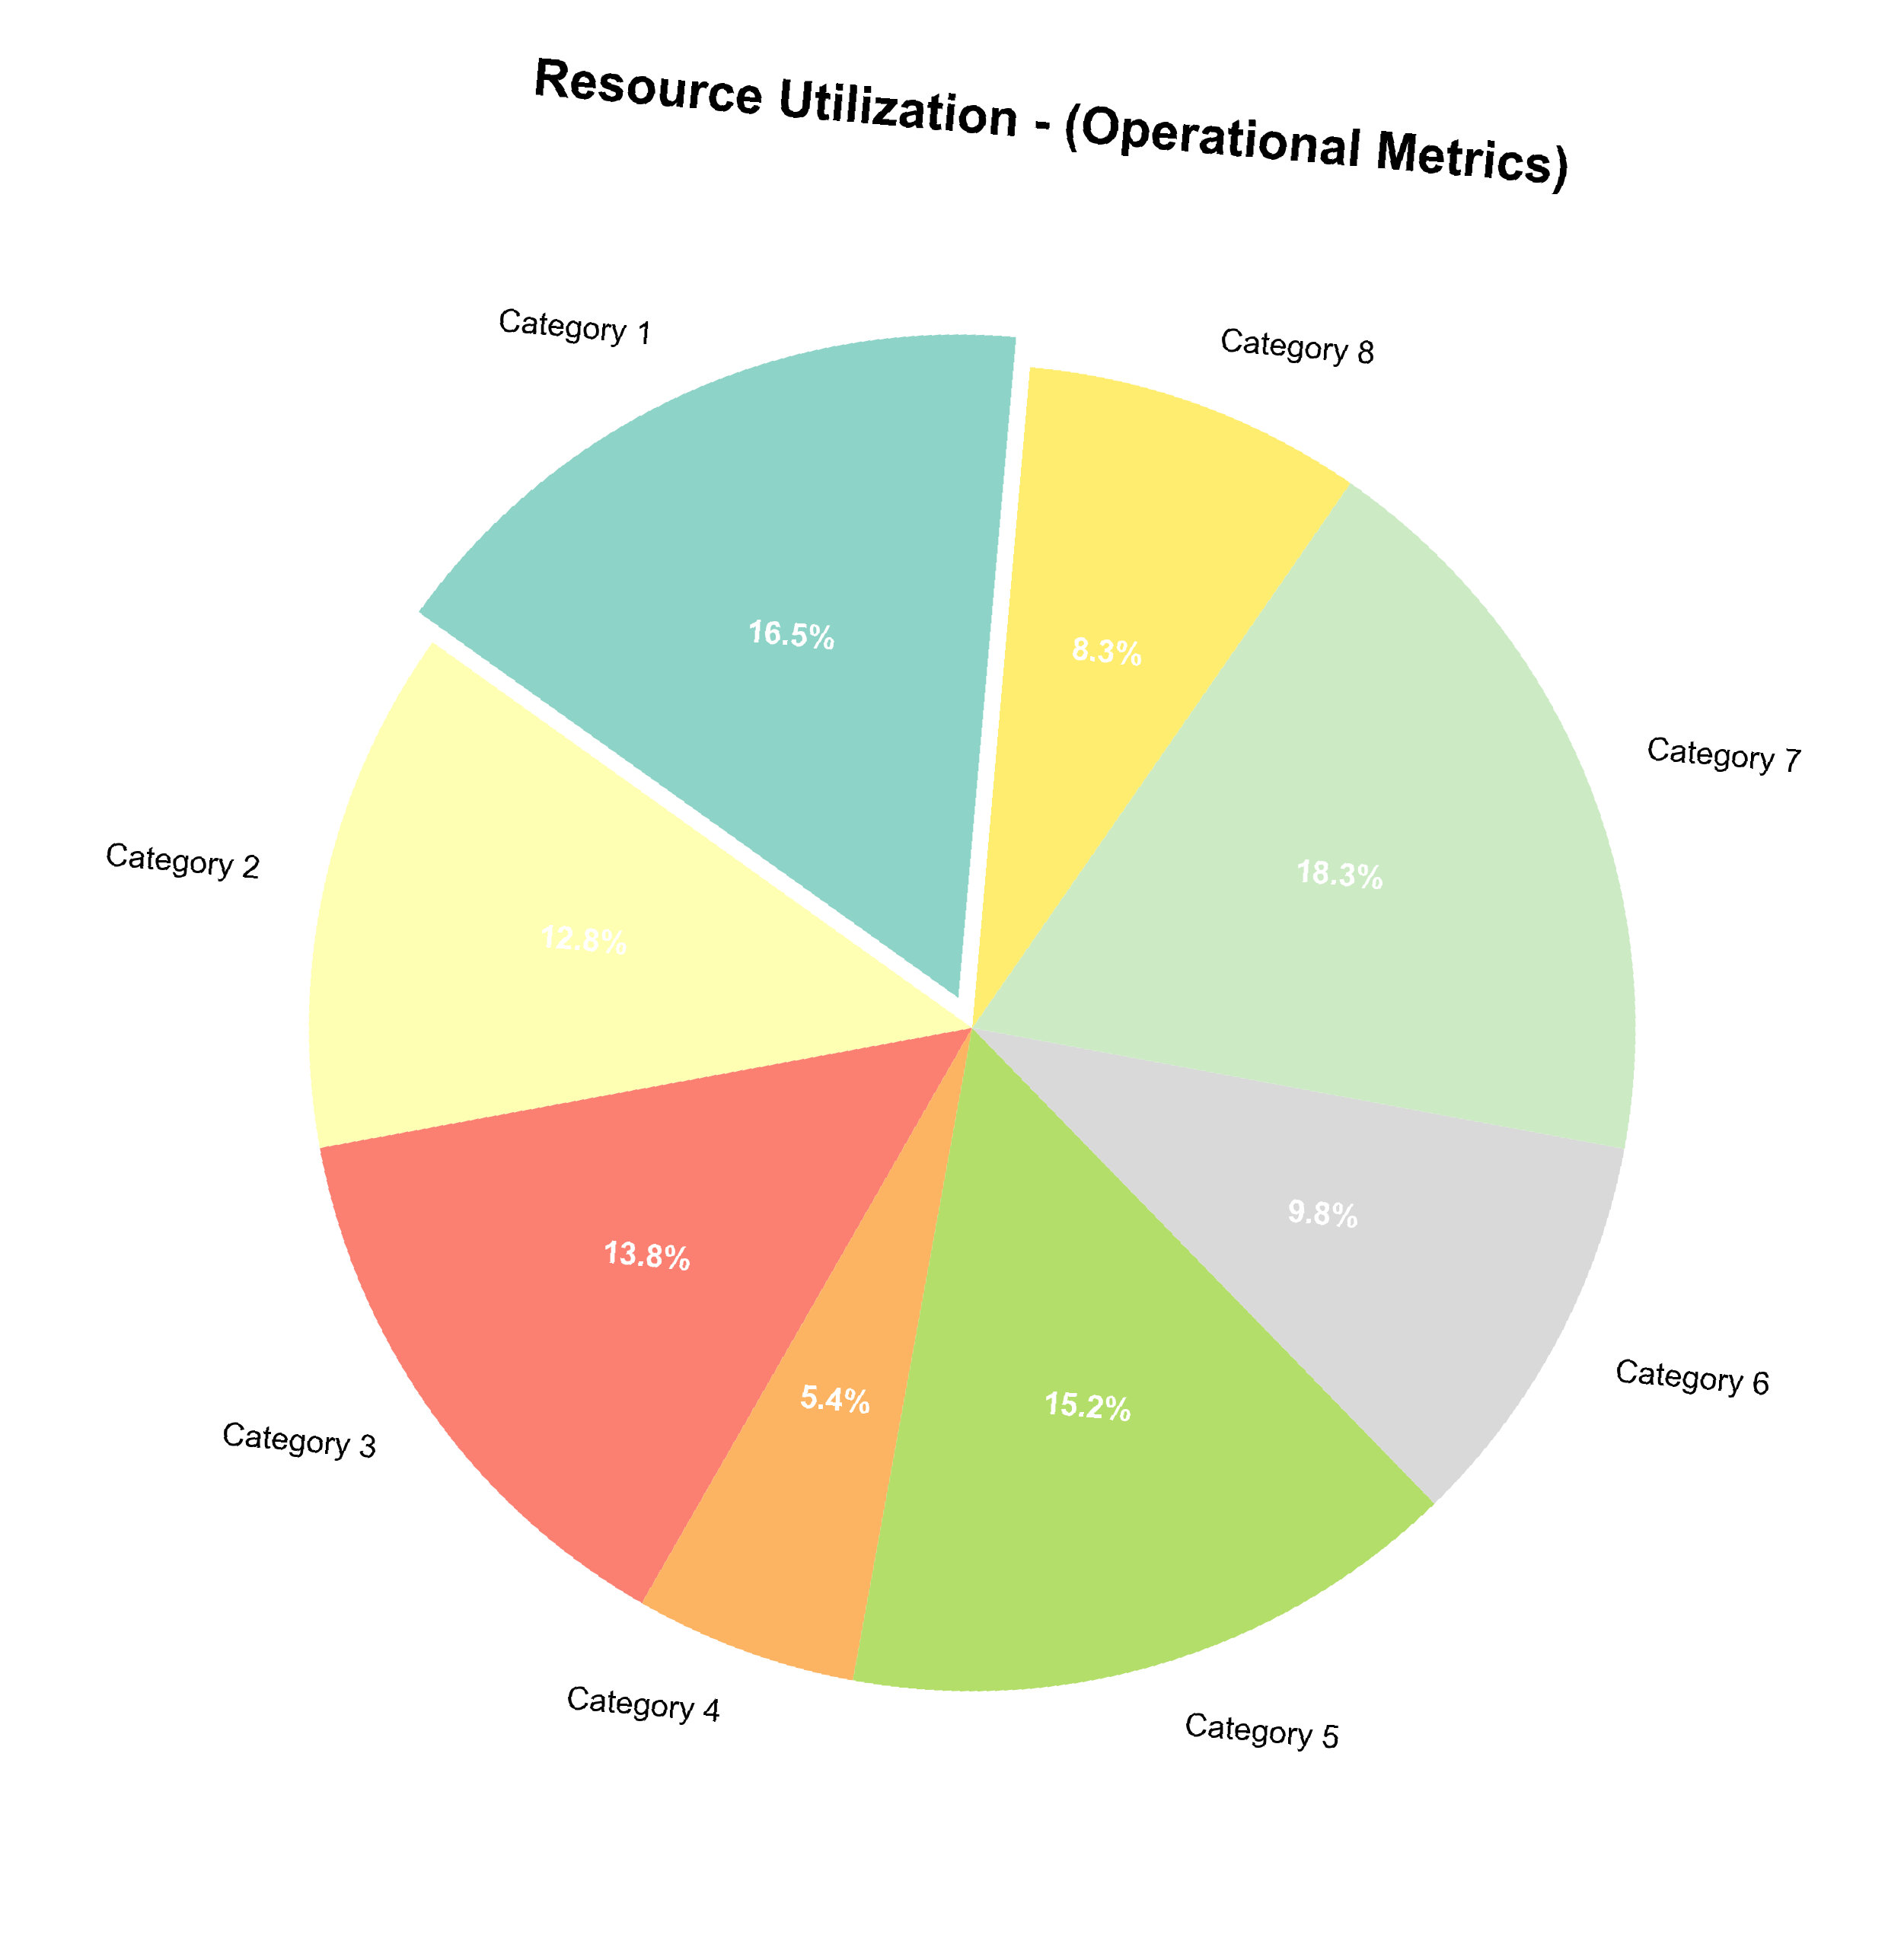 Resource Utilization - (Operational Metrics)
Category 1
Category 8
16.5%
8.3%
Category 7
Category 2
18.3%
12.8%
9.8%
13.8%
Category 6
5.4%
15.2%
Category 3
Category 4
Category 5